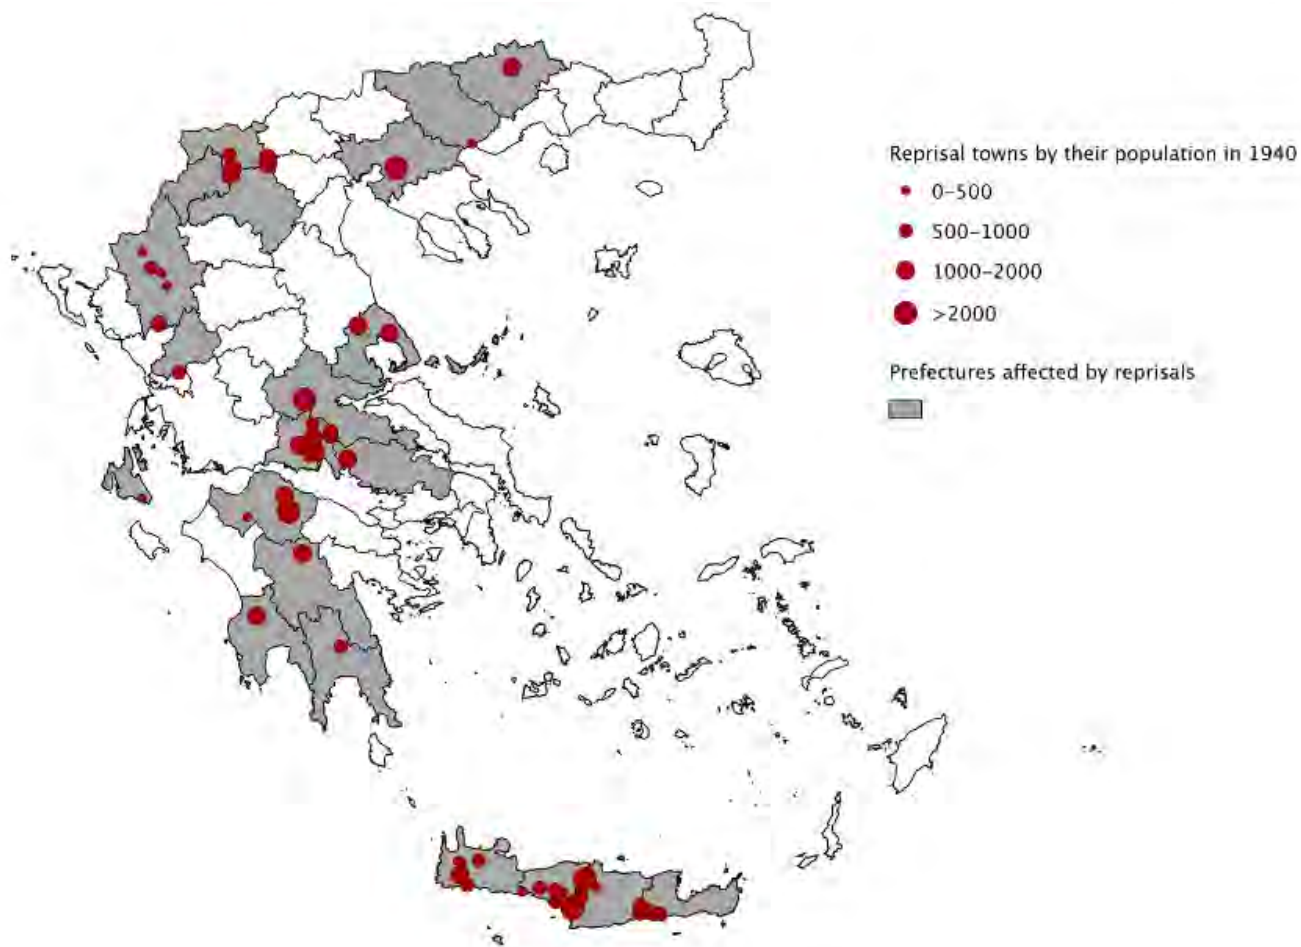 Reprisal towns by their population in 1940
0–500
500–1000
1000–2000
>2000
Prefectures affected by reprisals